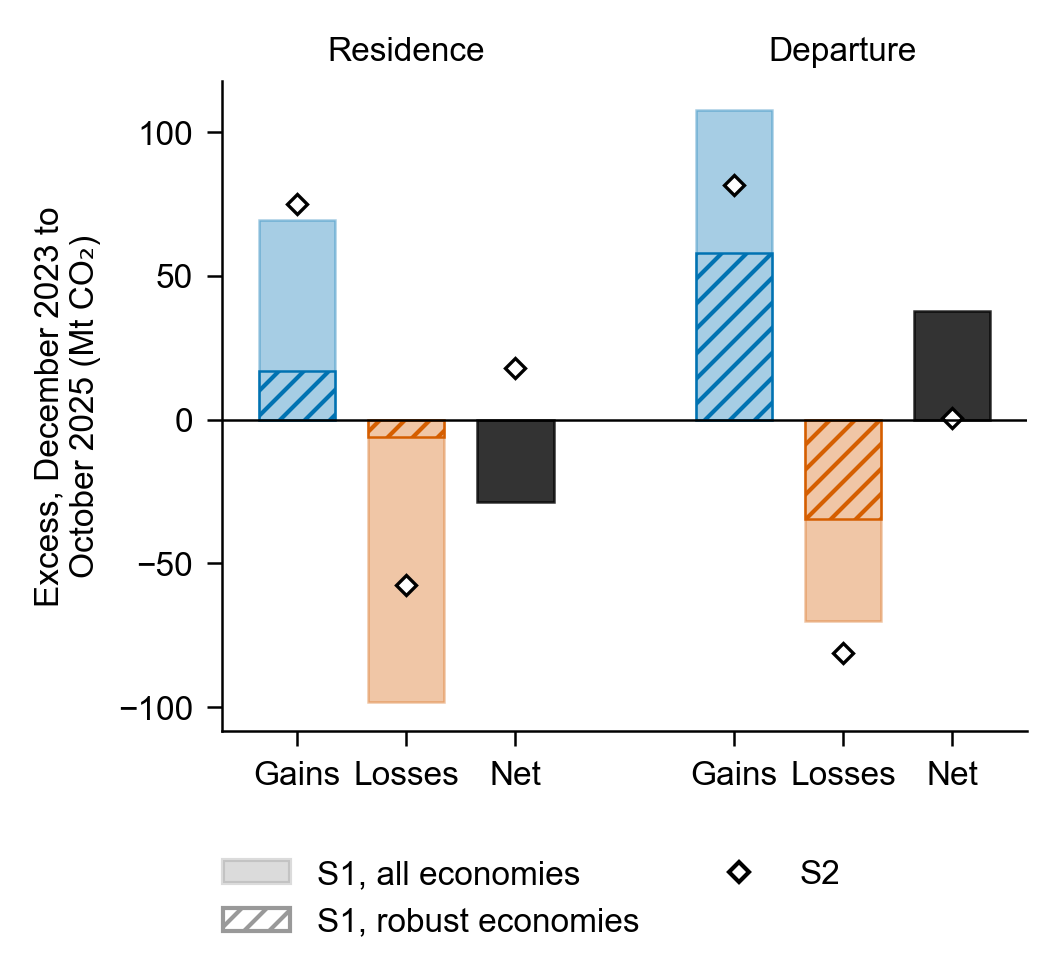 Residence
Departure
Excess, December 2023 to
October 2025 (Mt CO₂)
100
50
0
−50
−100
Gains Losses Net
Gains Losses Net
S1, all economies
S1, robust economies
S2